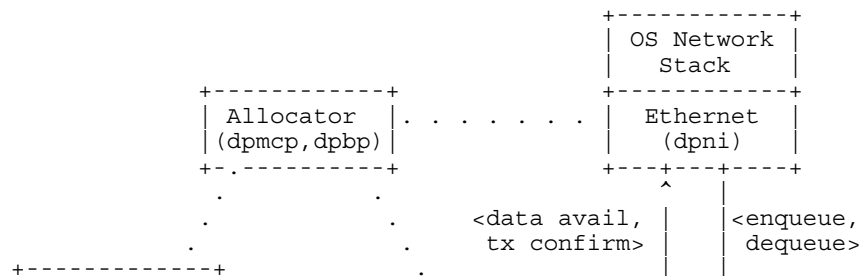 +------------+
                                             | OS Network |
                                             |   Stack    |
              +------------+                 +------------+
              | Allocator  |. . . . . . . |  Ethernet  |
              |(dpmcp,dpbp)|                 |   (dpni)   |
              +-.----------+                 +---+---+----+
               .          .                      ^   |
              .            .     <data avail, |   |<enqueue,
             .              .     tx confirm> |   | dequeue>
+-------------+             .                    |   |